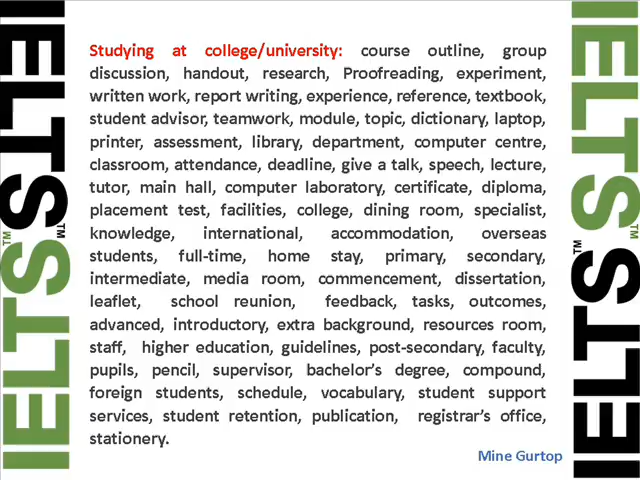 Studying at college/university: course outline, group
discussion, handout, research, Proofreading, experiment,
written work, report writing, experience, reference, textbook,
student advisor, teamwork, module, topic, dictionary, laptop,
printer, assessment, library, department, computer centre,
classroom, attendance, deadline, give a talk, speech, lecture,
tutor, main hall, computer laboratory, certificate, diploma,
placement test, facilities, college, dining room, specialist,
knowledge, international, accommodation, overseas
students, full-time, home stay, primary, secondary,
intermediate, media room, commencement, dissertation,
leaflet, school reunion, feedback, tasks, outcomes,
advanced, introductory, extra background, resources room,
staff, higher education, guidelines, post-secondary, faculty,
pupils, pencil, supervisor, bachelor's degree, compound,
foreign students, schedule, vocabulary, student support
services, student retention, publication, registrar's office,
stationery.
Mine Gurtop
IELTS™
IELTS™
IELTS™
IELTS™